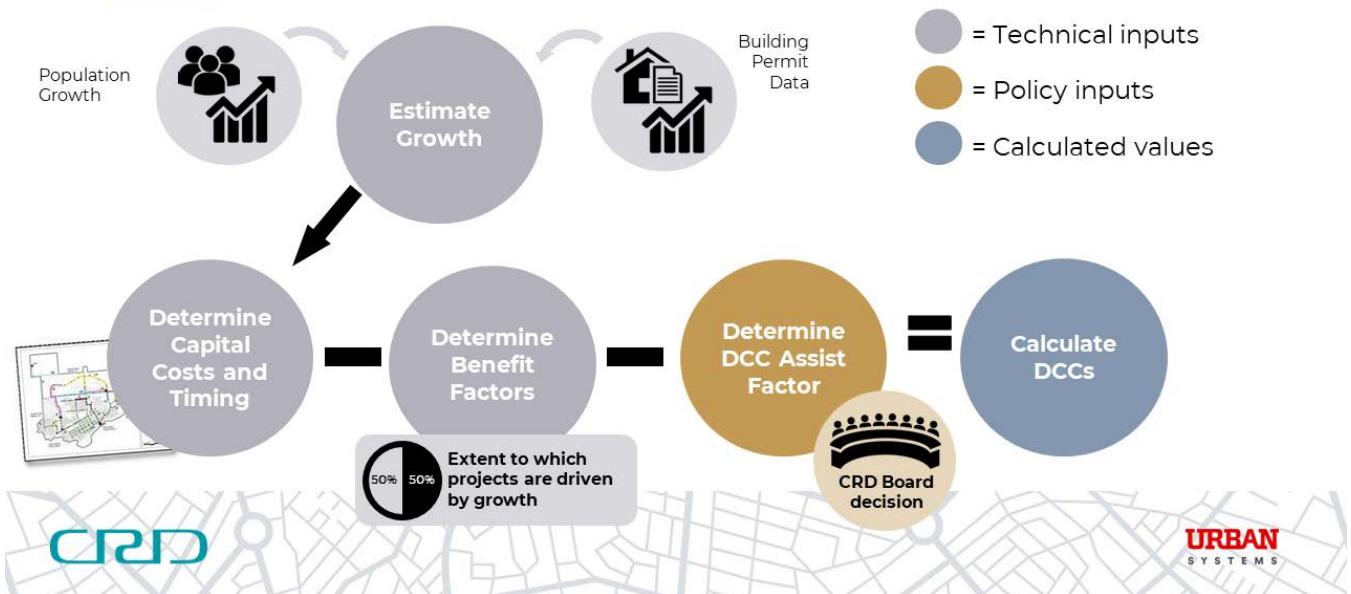 Population
Growth
Estimate
Growth
Building
Permit
Data
= Technical inputs
= Policy inputs
= Calculated values
Determine
Capital
Costs and
Timing
Determine
Benefit
Factors
Determine
DCC Assist
Factor
Calculate
DCCs
50% 50%
Extent to which
projects are driven
by growth
CRD Board
decision
CRD
URBAN
SYSTEMS